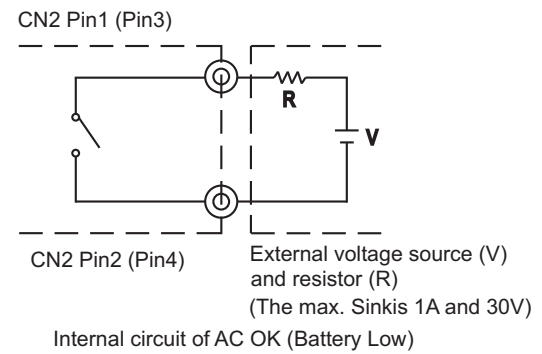 CN2 Pin1 (Pin3)
R
V
CN2 Pin2 (Pin4)
External voltage source (V)
and resistor (R)
(The max. Sinkis 1A and 30V)
Internal circuit of AC OK (Battery Low)